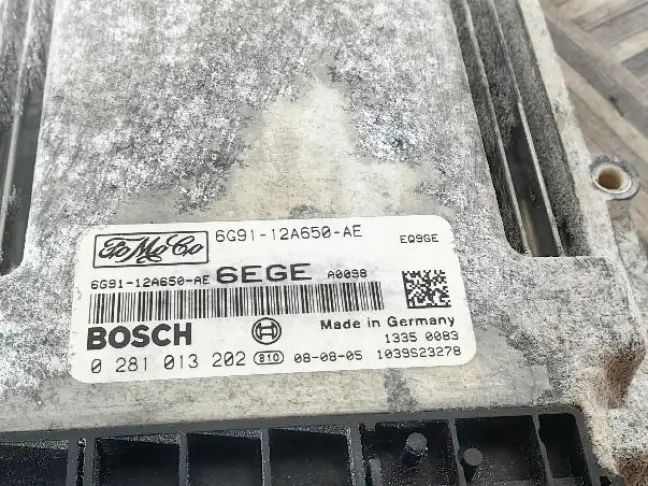 FoMoCo 6G91-12A650-AE EQ9GE
6G91-12A650-AE 6EGE A0098
BOSCH Made in Germany
1335 0083
0 281 013 202 810 08-08-05 1039S23278